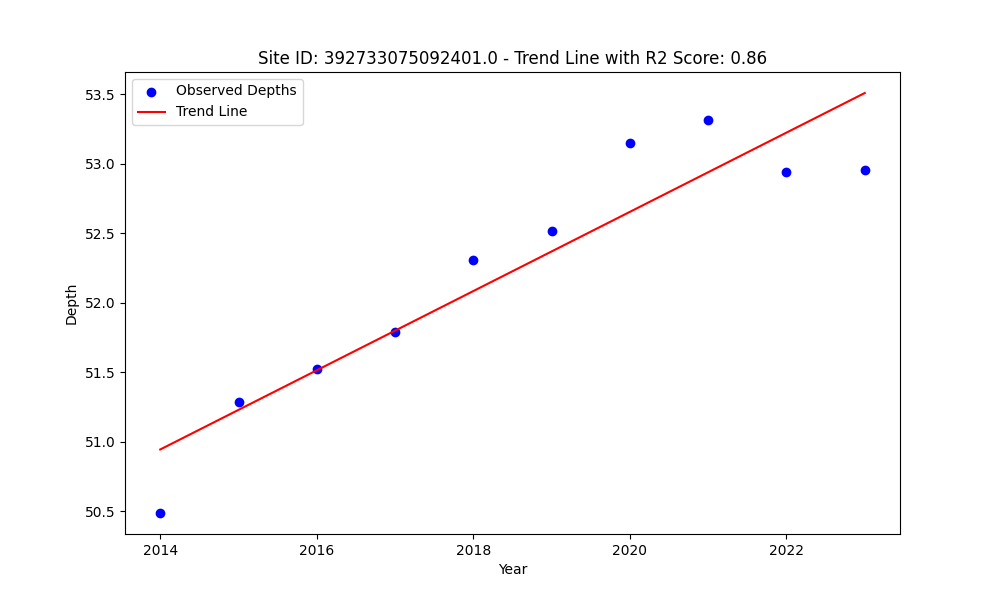 Site ID: 392733075092401.0 - Trend Line with R2 Score: 0.86
Observed Depths
Trend Line
53.5
53.0
52.5
52.0
51.5
51.0
50.5
Depth
2014
2016
2018
2020
2022
Year